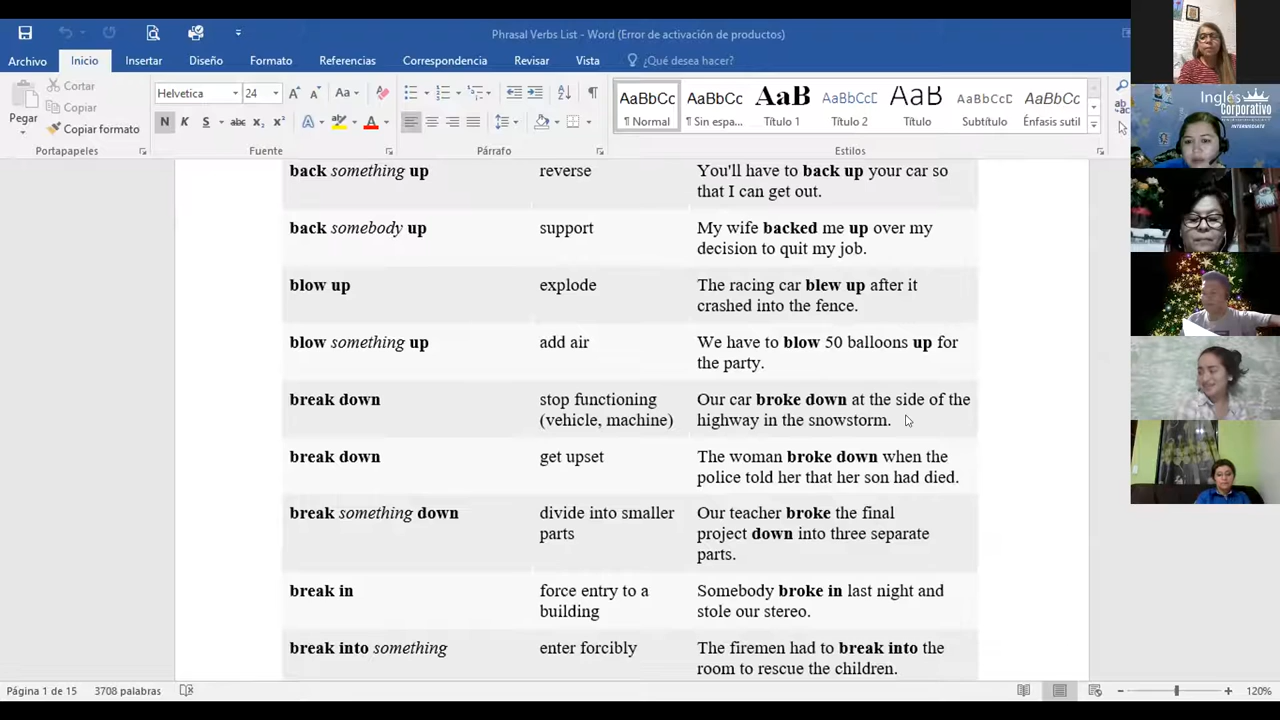 Phrasal Verbs List - Word (Error de activación de productos)
Archivo
Inicio
Insertar
Diseño
Formato
Referencias
Correspondencia
Revisar
Vista
¿Qué desea hacer?
Pegar
Cortar
Copiar
Copiar formato
Portapapeles
Helvetica
24
Aa
N K S abc x₂ x²
Fuente
Párrafo
AaBbCc
¶ Normal
AaBbCc
¶ Sin espa...
AaB
Título 1
AaBbCcD
Título 2
AaB
Título
AaBbCcD
Subtítulo
AaBbCc
Énfasis sutil
Estilos
back something up
reverse
You'll have to back up your car so
that I can get out.
back somebody up
support
My wife backed me up over my
decision to quit my job.
blow up
explode
The racing car blew up after it
crashed into the fence.
blow something up
add air
We have to blow 50 balloons up for
the party.
break down
stop functioning
(vehicle, machine)
Our car broke down at the side of the
highway in the snowstorm.
break down
get upset
The woman broke down when the
police told her that her son had died.
break something down
divide into smaller
parts
Our teacher broke the final
project down into three separate
parts.
break in
force entry to a
building
Somebody broke in last night and
stole our stereo.
break into something
enter forcibly
The firemen had to break into the
room to rescue the children.
Página 1 de 15
3708 palabras
120%
Inglés
Corporativo
INTERMEDIATE